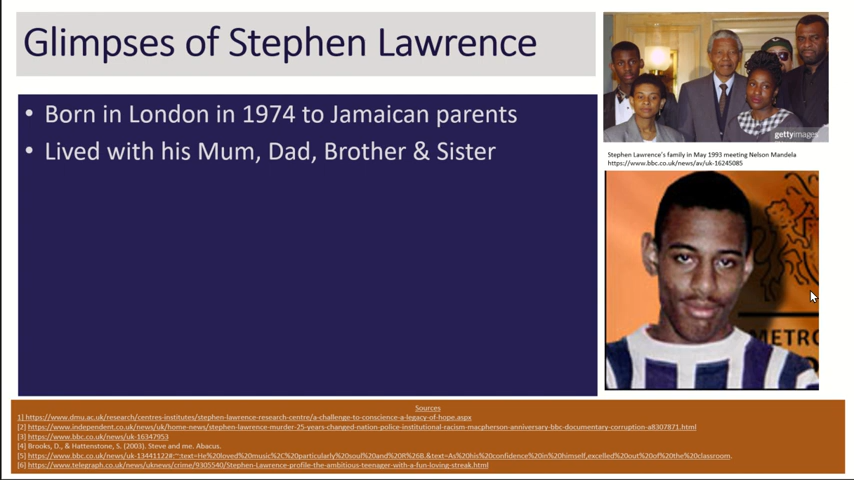 Glimpses of Stephen Lawrence
• Born in London in 1974 to Jamaican parents
• Lived with his Mum, Dad, Brother & Sister
gettyimages
Stephen Lawrence's family in May 1993 meeting Nelson Mandela
https://www.bbc.co.uk/news/av/uk-16245085
METRO
Sources
1] https://www.dmu.ac.uk/research/centres-institutes/stephen-lawrence-research-centre/a-challenge-to-conscience-a-legacy-of-hope.aspx
[2] https://www.independent.co.uk/news/uk/home-news/stephen-lawrence-murder-25-years-changed-nation-police-institutional-racism-macpherson-anniversary-bbc-documentary-corruption-a8307871.html
[3] https://www.bbc.co.uk/news/uk-16347953
[4] Brooks, D., & Hattenstone, S. (2003). Steve and me. Abacus.
[5] https://www.bbc.co.uk/news/uk-13441122#:~:text=He%20loved%20music%2C%20particularly%20soul%20and%20R%26B.&text=As%20his%20confidence%20in%20himself,excelled%20out%20of%20the%20classroom.
[6] https://www.telegraph.co.uk/news/uknews/crime/9305540/Stephen-Lawrence-profile-the-ambitious-teenager-with-a-fun-loving-streak.html